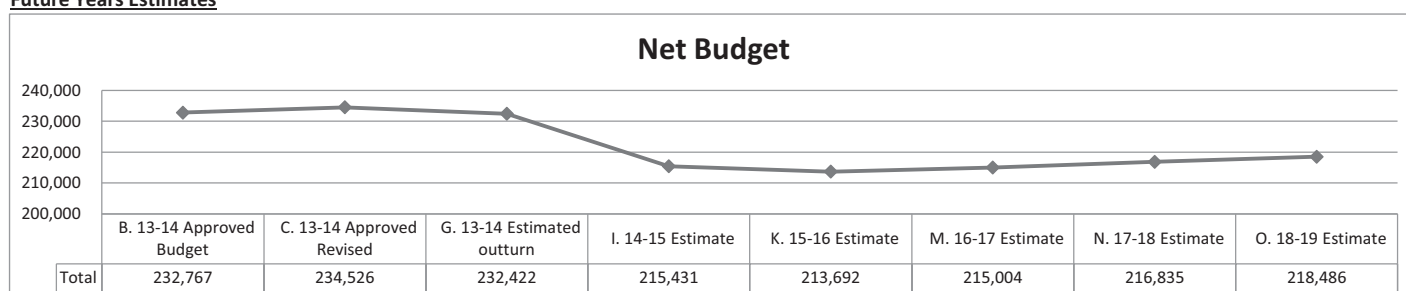 Future Years Estimates
Net Budget
240,000
230,000
220,000
210,000
200,000
B. 13-14 Approved Budget C. 13-14 Approved Revised G. 13-14 Estimated outturn I. 14-15 Estimate K. 15-16 Estimate M. 16-17 Estimate N. 17-18 Estimate O. 18-19 Estimate
Total 232,767 234,526 232,422 215,431 213,692 215,004 216,835 218,486